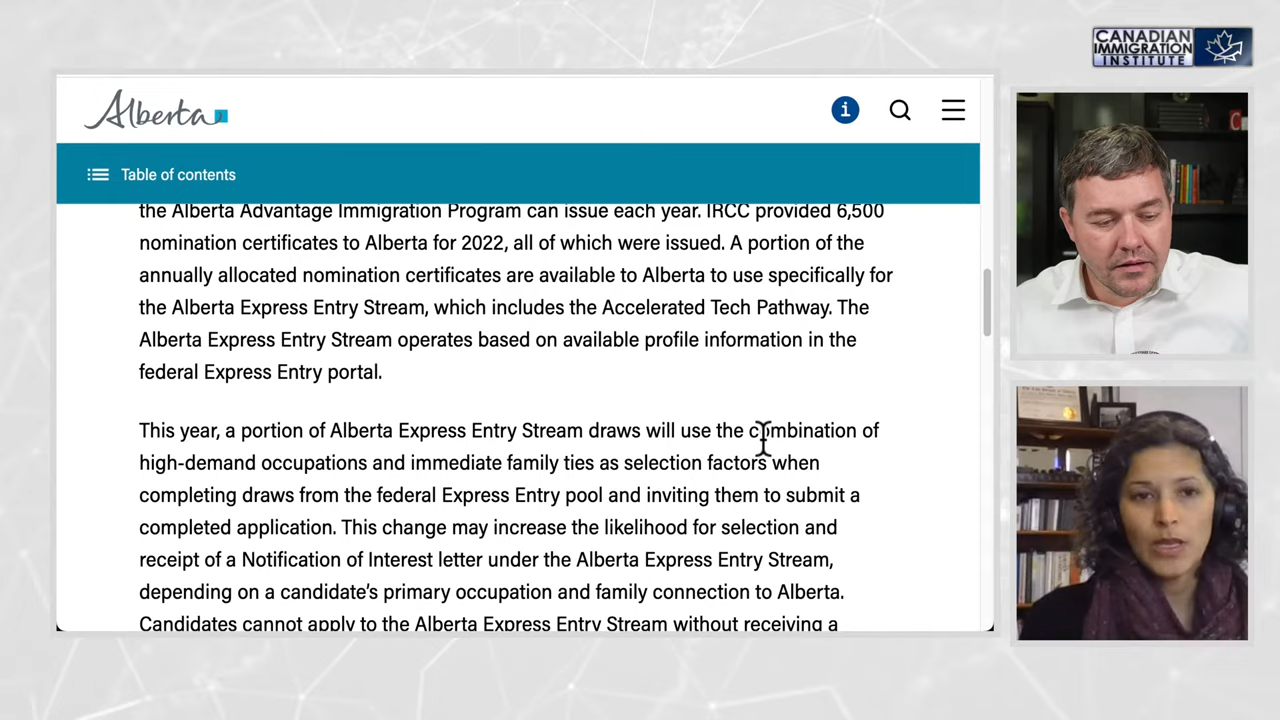 CANADIAN
IMMIGRATION
INSTITUTE
Alberta
i
Table of contents
the Alberta Advantage Immigration Program can issue each year. IRCC provided 6,500
nomination certificates to Alberta for 2022, all of which were issued. A portion of the
annually allocated nomination certificates are available to Alberta to use specifically for
the Alberta Express Entry Stream, which includes the Accelerated Tech Pathway. The
Alberta Express Entry Stream operates based on available profile information in the
federal Express Entry portal.
This year, a portion of Alberta Express Entry Stream draws will use the combination of
high-demand occupations and immediate family ties as selection factors when
completing draws from the federal Express Entry pool and inviting them to submit a
completed application. This change may increase the likelihood for selection and
receipt of a Notification of Interest letter under the Alberta Express Entry Stream,
depending on a candidate's primary occupation and family connection to Alberta.
Candidates cannot apply to the Alberta Express Entry Stream without receiving a